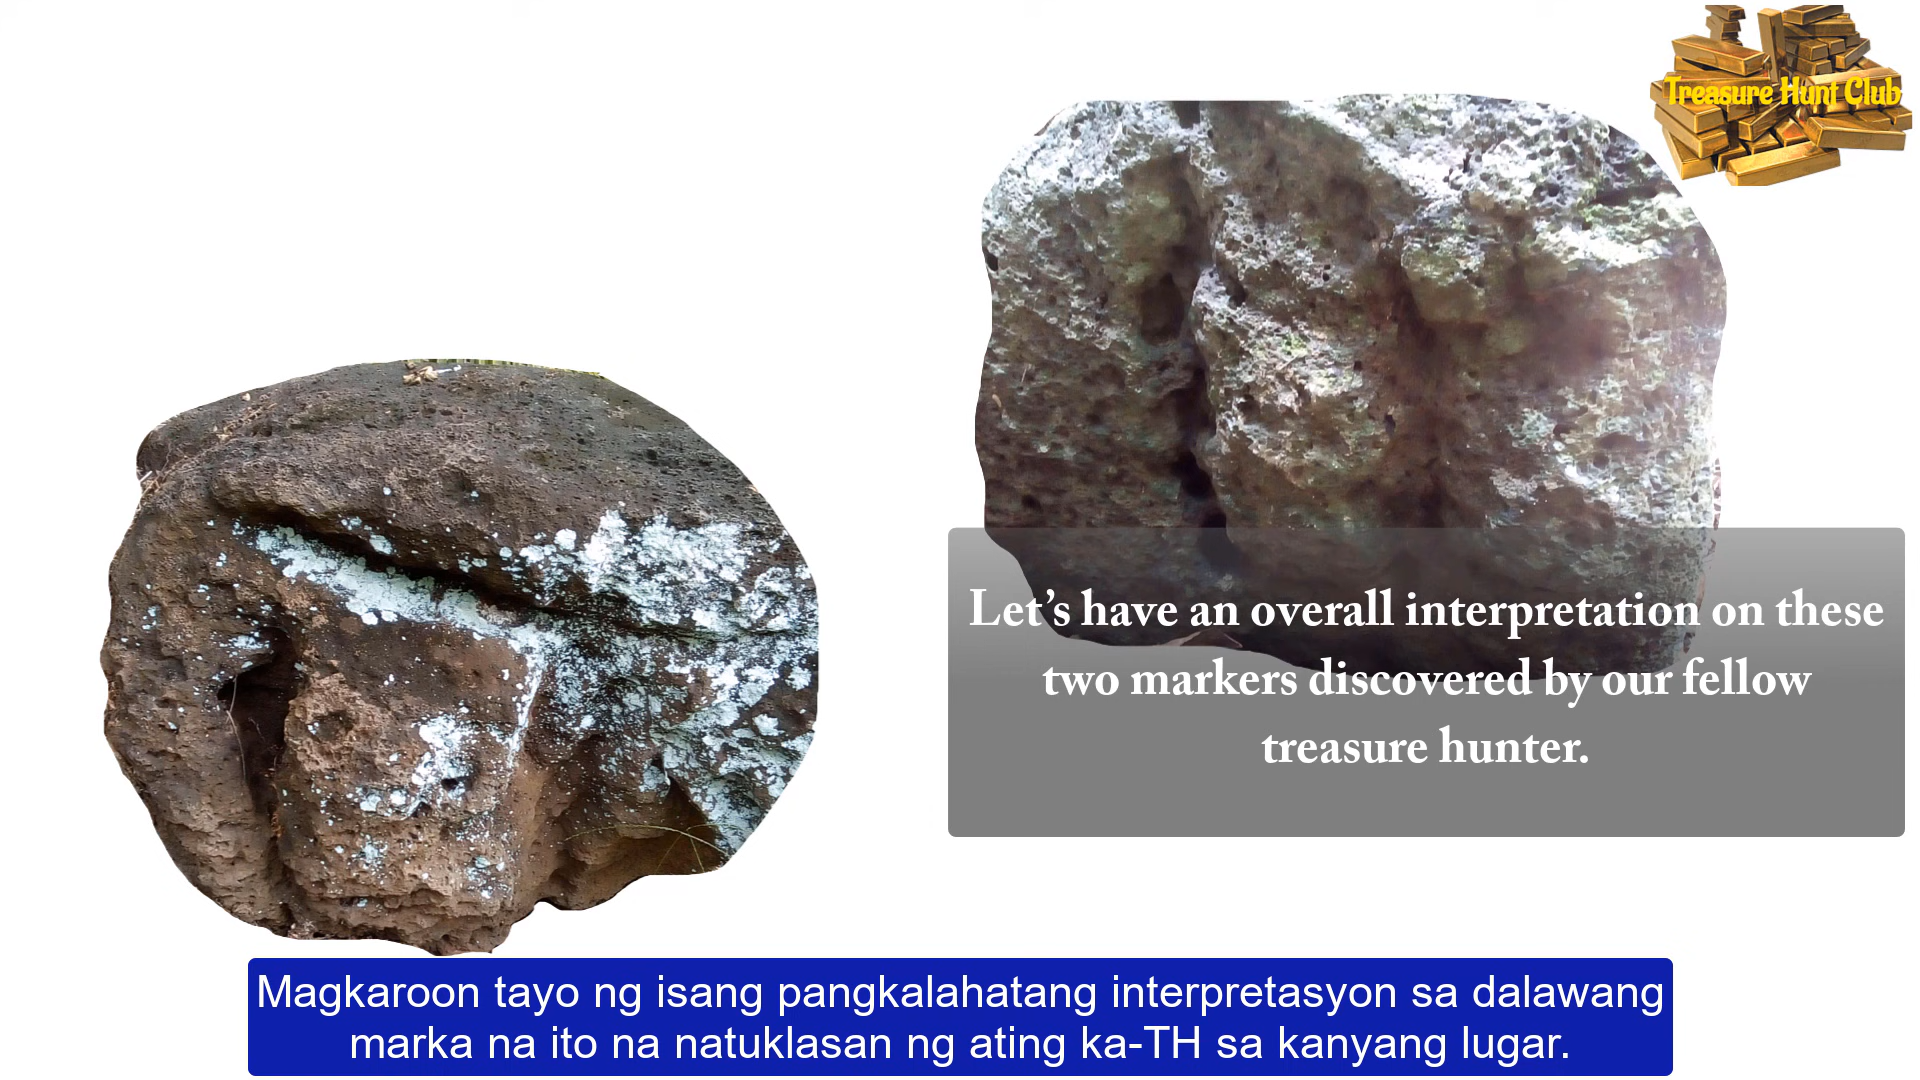 Treasure Hunt Club
Let’s have an overall interpretation on these
two markers discovered by our fellow
treasure hunter.
Magkaroon tayo ng isang pangkalahatang interpretasyon sa dalawang
marka na ito na natuklasan ng ating ka-TH sa kanyang lugar.